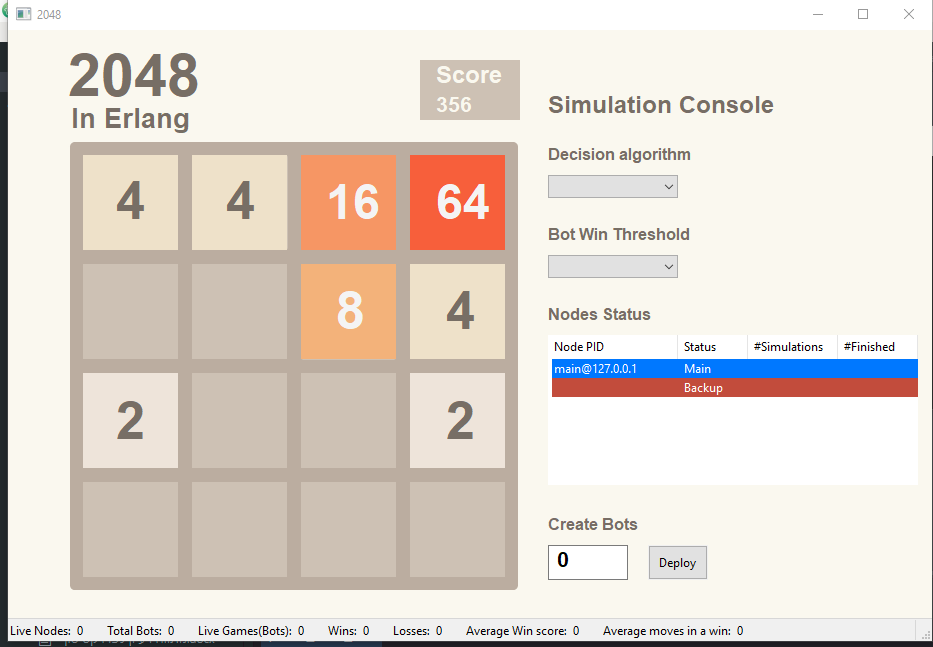 2048
2048
In Erlang
Score
356
4 4 16 64
8 4
2 2
Simulation Console
Decision algorithm
Bot Win Threshold
Nodes Status
Node PID Status #Simulations #Finished
main@127.0.0.1 Main
Backup
Create Bots
0 Deploy
Live Nodes: 0 Total Bots: 0 Live Games(Bots): 0 Wins: 0 Losses: 0 Average Win score: 0 Average moves in a win: 0